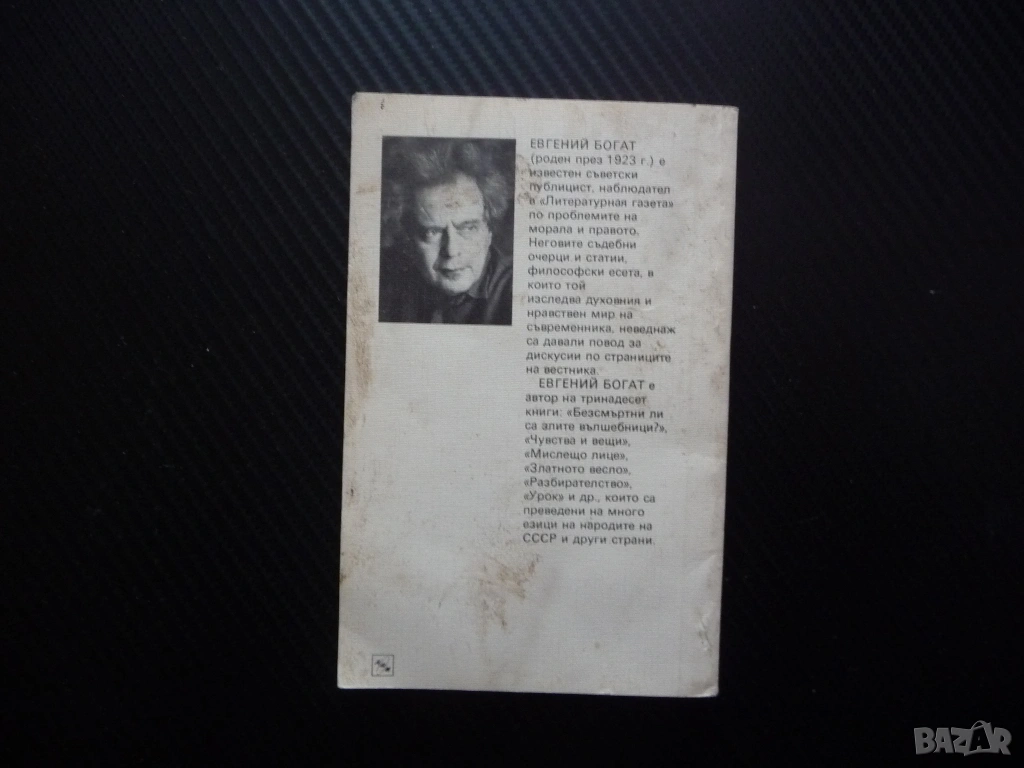 ЕВГЕНИЙ БОГАТ
(роден през 1923 г.) е
известен съветски
публицист, наблюдател
в «Литературная газета»
по проблемите на
морала и правото.
Неговите съдебни
очерци и статии,
философски есета, в
които той
изследва духовния и
нравствен мир на
съвременника, неведнаж
са давали повод за
дискусии по страниците
на вестника.
ЕВГЕНИЙ БОГАТ е
автор на тринадесет
книги: «Безсмъртни ли
са злите вълшебници?»,
«Чувства и вещи»,
«Мислещо лице»,
«Златното весло»,
«Разбирателство»,
«Урок» и др., които са
преведени на много
езици на народите на
СССР и други страни.
BAZAR